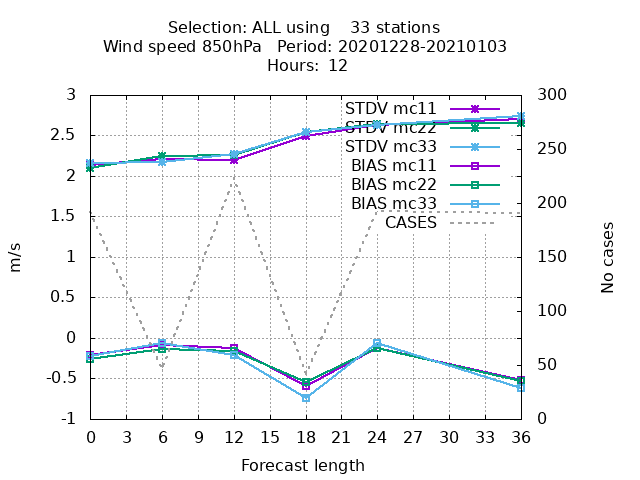 Selection: ALL using    33 stations
Wind speed 850hPa   Period: 20201228-20210103
Hours:  12
3
2.5
2
1.5
1
0.5
0
-0.5
-1
300
250
200
150
100
50
0
0 3 6 9 12 15 18 21 24 27 30 33 36
m/s
No cases
Forecast length
STDV mc11
STDV mc22
STDV mc33
BIAS mc11
BIAS mc22
BIAS mc33
CASES